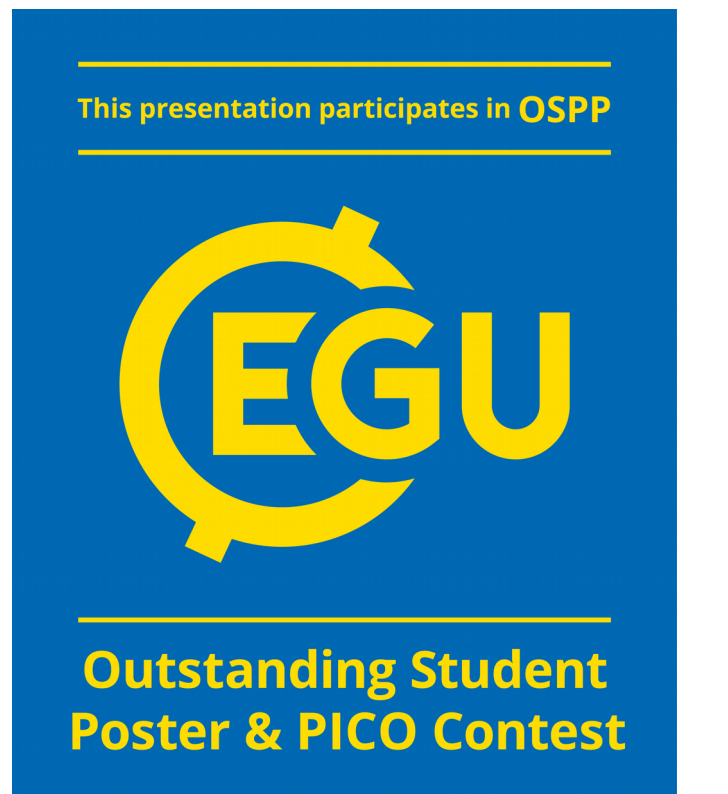 This presentation participates in OSPP
EGU
Outstanding Student
Poster & PICO Contest